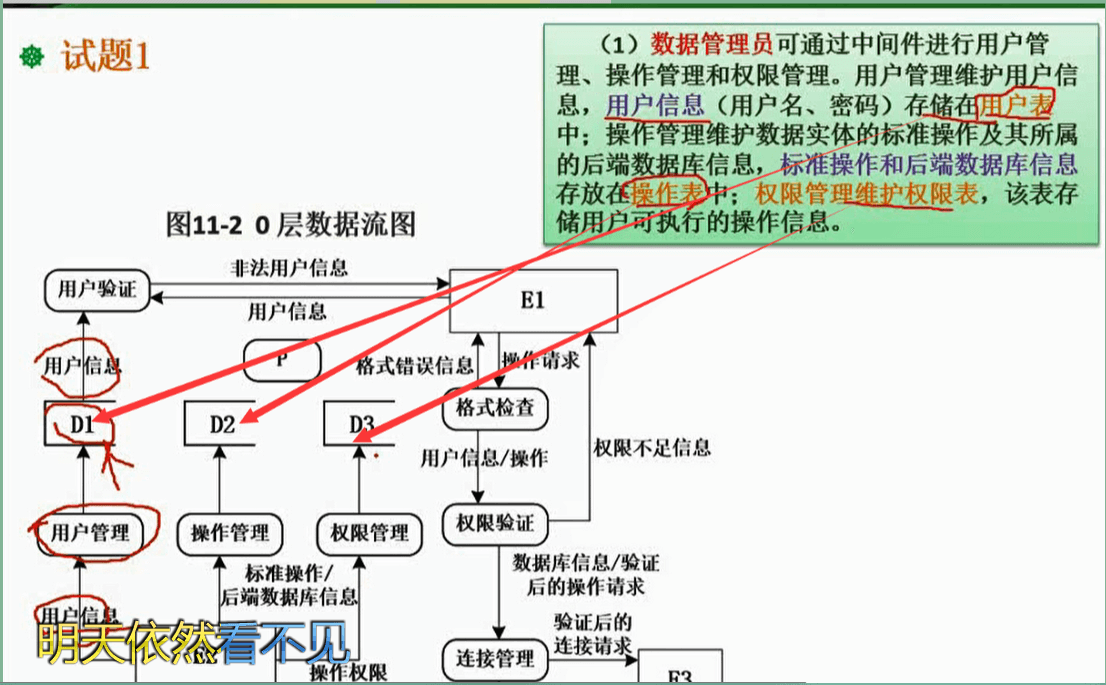 试题1
（1）数据管理员可通过中间件进行用户管
理、操作管理和权限管理。用户管理维护用户信
息，用户信息（用户名、密码）存储在用户表
中；操作管理维护数据实体的标准操作及其所属
的后端数据库信息，标准操作和后端数据库信息
存放在操作表中；权限管理维护权限表，该表存
储用户可执行的操作信息。
图11-2 0层数据流图
非法用户信息
用户验证
E1
用户信息
用户信息
P
格式错误信息
操作请求
D1
D2
D3
格式检查
用户信息/操作
权限不足信息
用户管理
操作管理
权限管理
权限验证
标准操作/
后端数据库信息
数据库信息/验证
后的操作请求
用户信息
验证后的
连接请求
明天依然看不见
连接管理
操作权限
E3